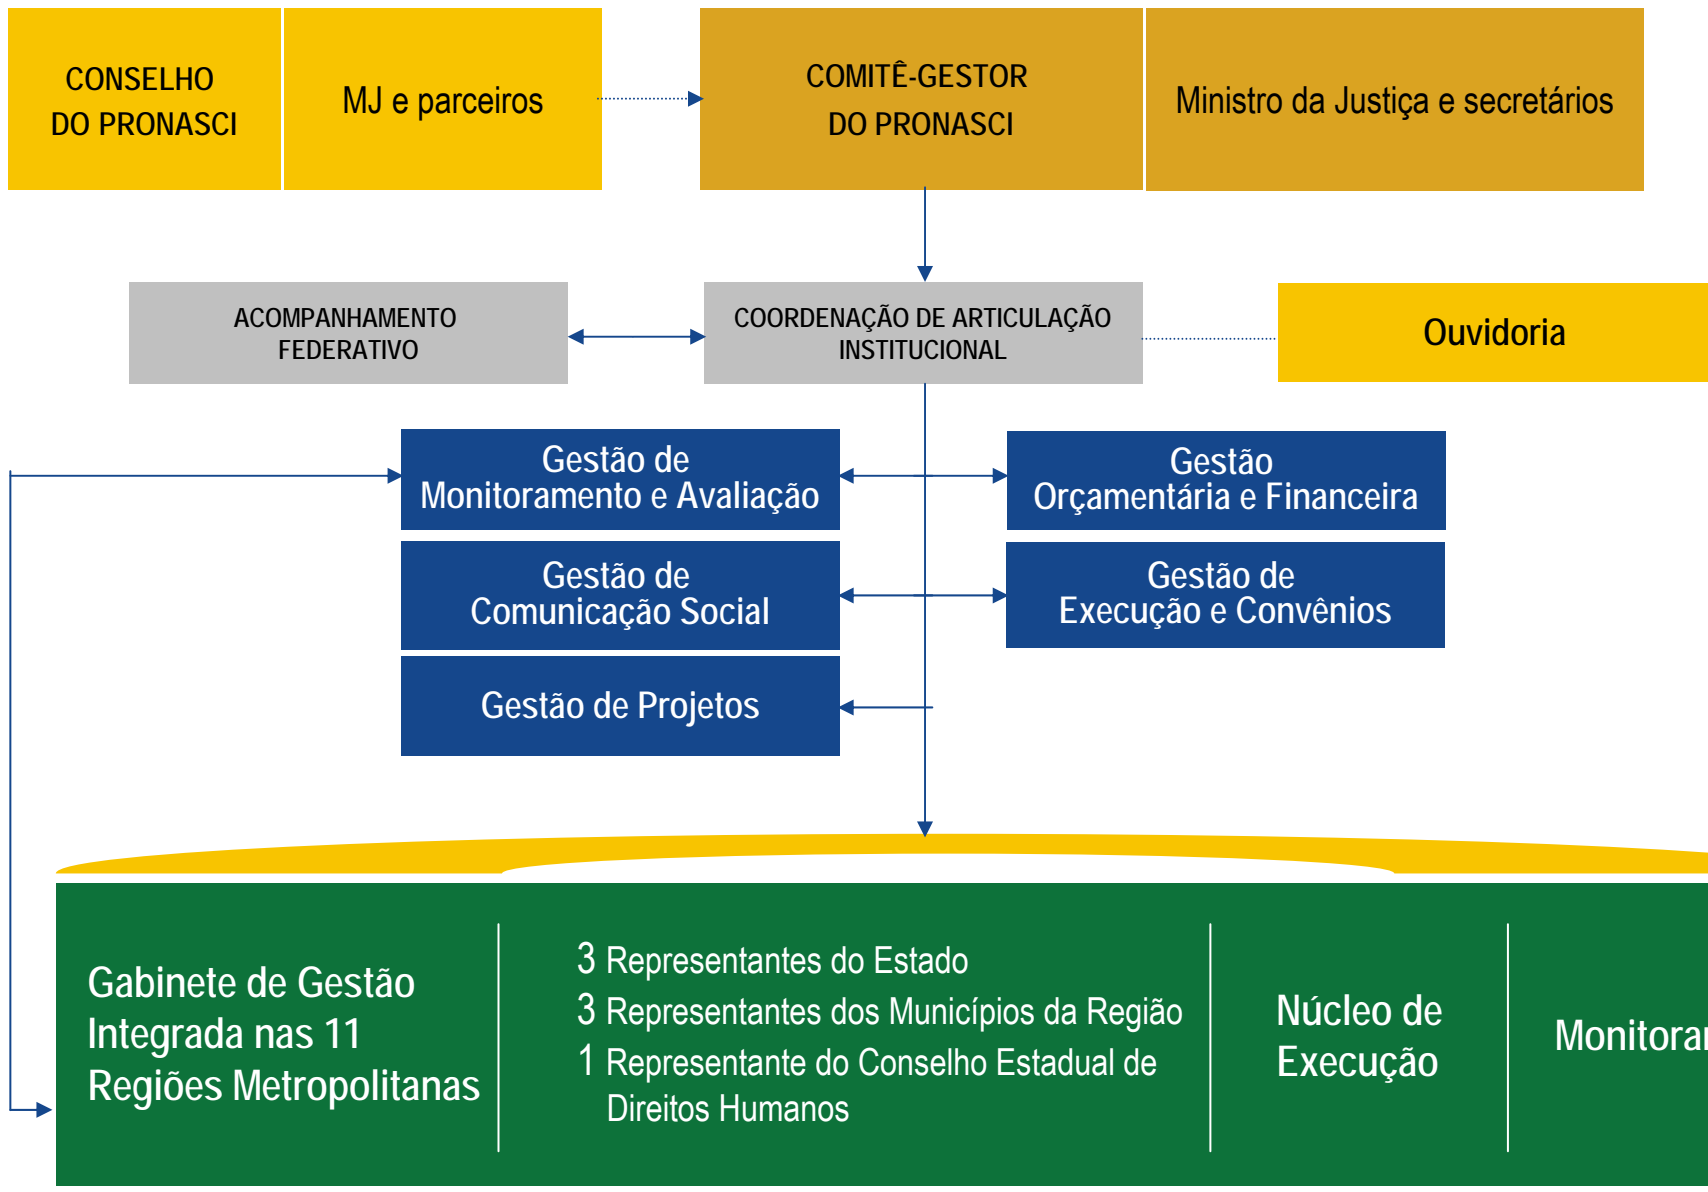 CONSELHO
DO PRONASCI
MJ e parceiros
COMITÊ-GESTOR
DO PRONASCI
Ministro da Justiça e secretários
ACOMPANHAMENTO
FEDERATIVO
COORDENAÇÃO DE ARTICULAÇÃO
INSTITUCIONAL
Ouvidoria
Gestão de
Monitoramento e Avaliação
Gestão
Orçamentária e Financeira
Gestão de
Comunicação Social
Gestão de
Execução e Convênios
Gestão de Projetos
Gabinete de Gestão
Integrada nas 11
Regiões Metropolitanas
3 Representantes do Estado
3 Representantes dos Municípios da Região
1 Representante do Conselho Estadual de
Direitos Humanos
Núcleo de
Execução